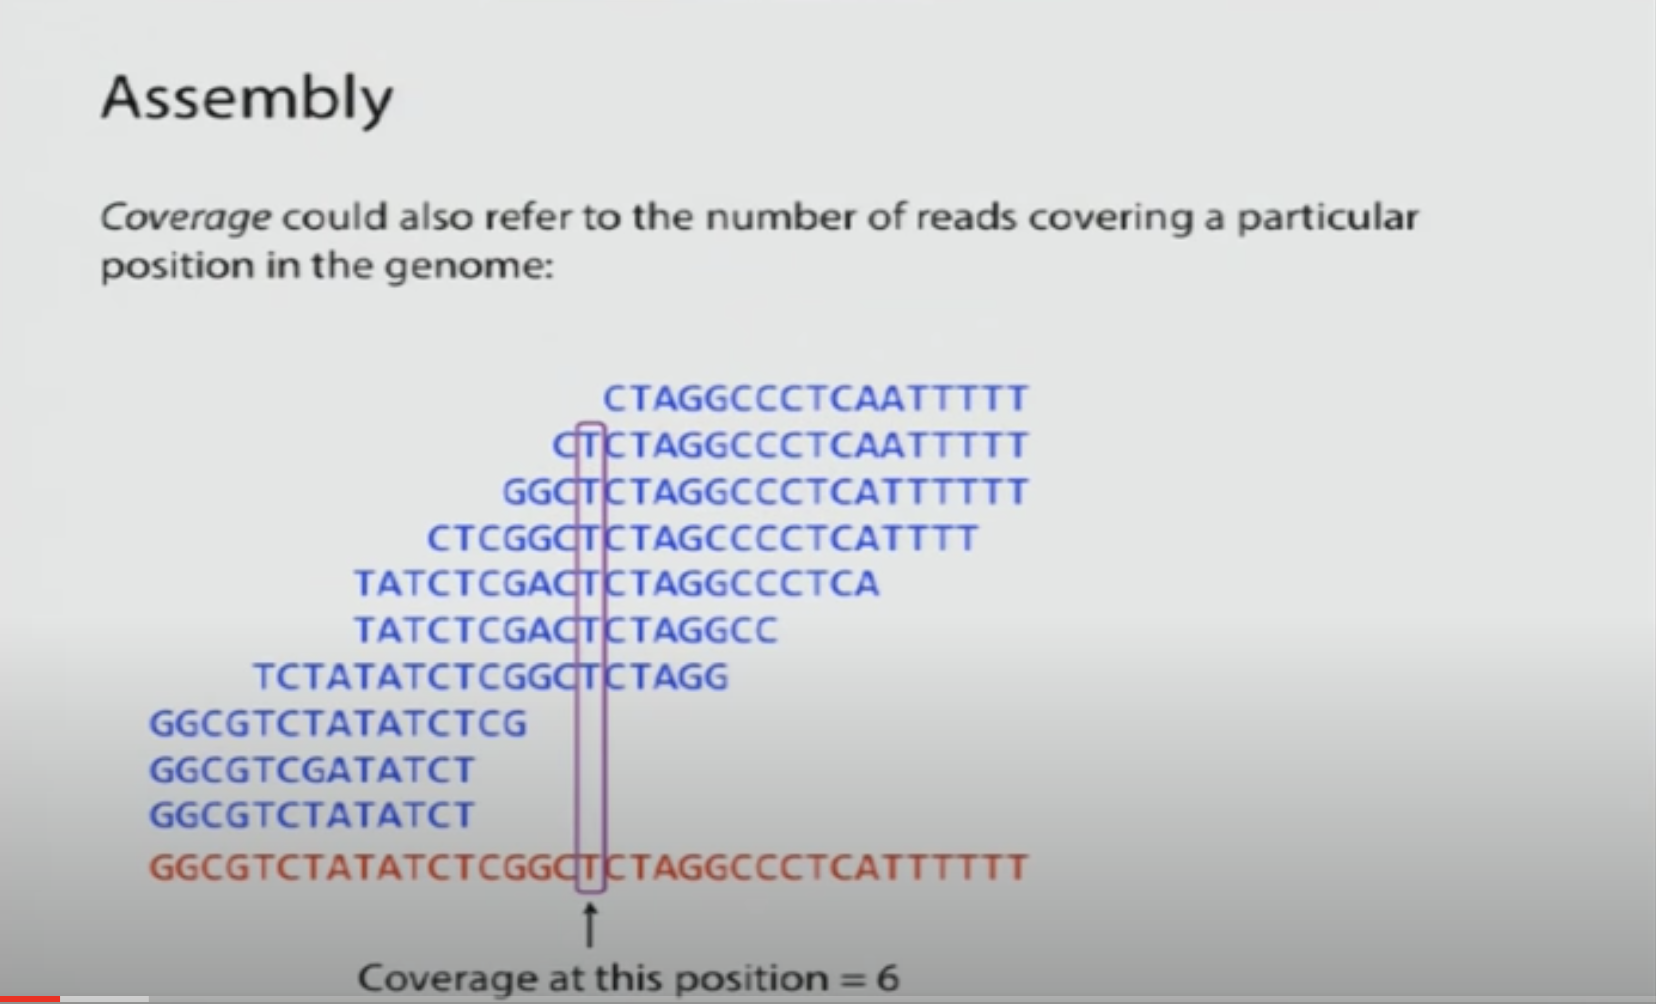 Assembly
Coverage could also refer to the number of reads covering a particular
position in the genome:
CTAGGCCCTCAATTTTT
CTCTAGGCCCTCAATTTTT
GGCTCTAGGCCCTCATTTTTT
CTCGGCTCTAGCCCCTCATTTT
TATCTCGACTCTAGGCCCTCA
TATCTCGACTCTAGGCC
TCTATATCTCGGCTCTAGG
GGCGTCTATATCTCG
GGCGTCGATATCT
GGCGTCTATATCT
GGCGTCTATATCTCGGCTCTAGGCCCTCATTTTTT
Coverage at this position = 6